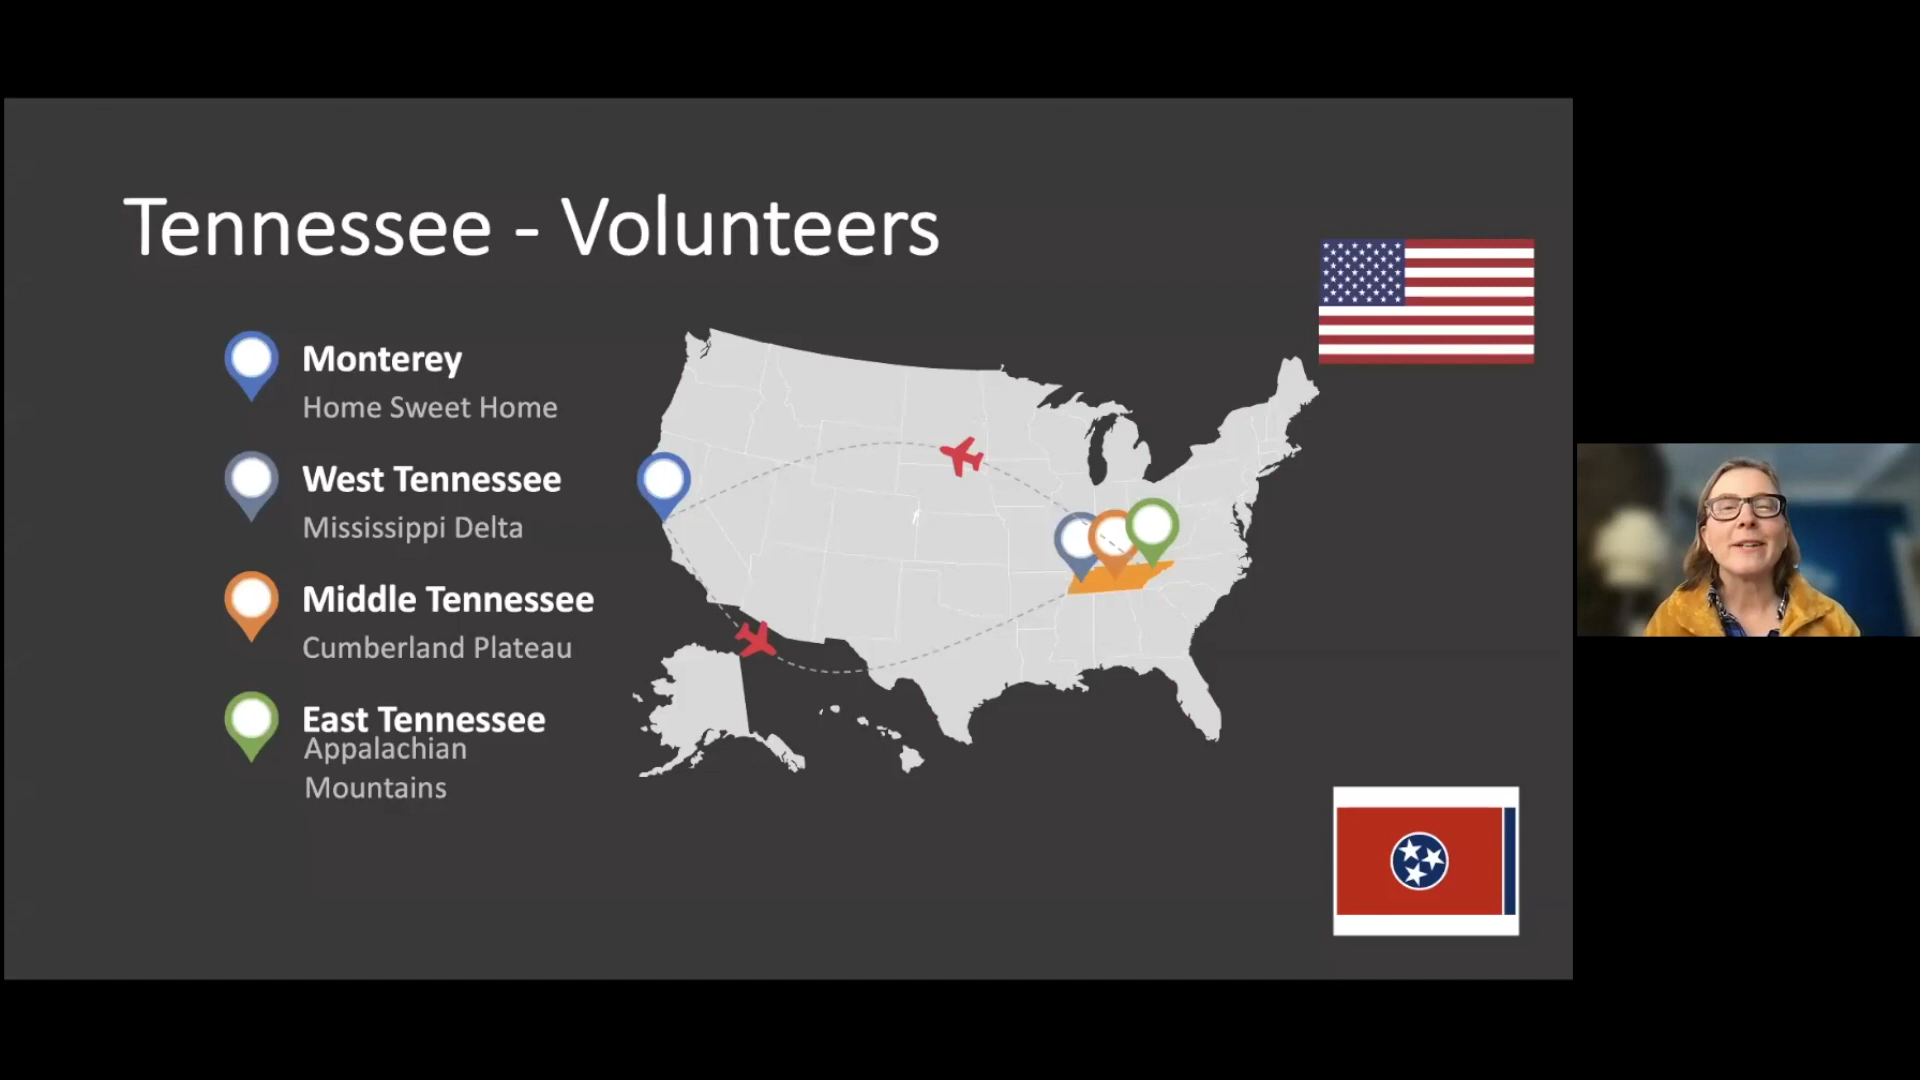 Tennessee - Volunteers
Monterey
Home Sweet Home
West Tennessee
Mississippi Delta
Middle Tennessee
Cumberland Plateau
East Tennessee
Appalachian
Mountains